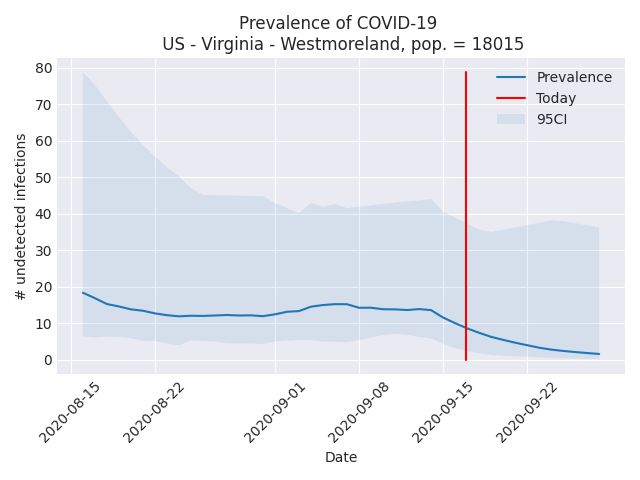 Prevalence of COVID-19
US - Virginia - Westmoreland, pop. = 18015
# undetected infections
80
70
60
50
40
30
20
10
0
Prevalence
Today
95CI
2020-08-15
2020-08-22
2020-09-01
2020-09-08
2020-09-15
2020-09-22
Date